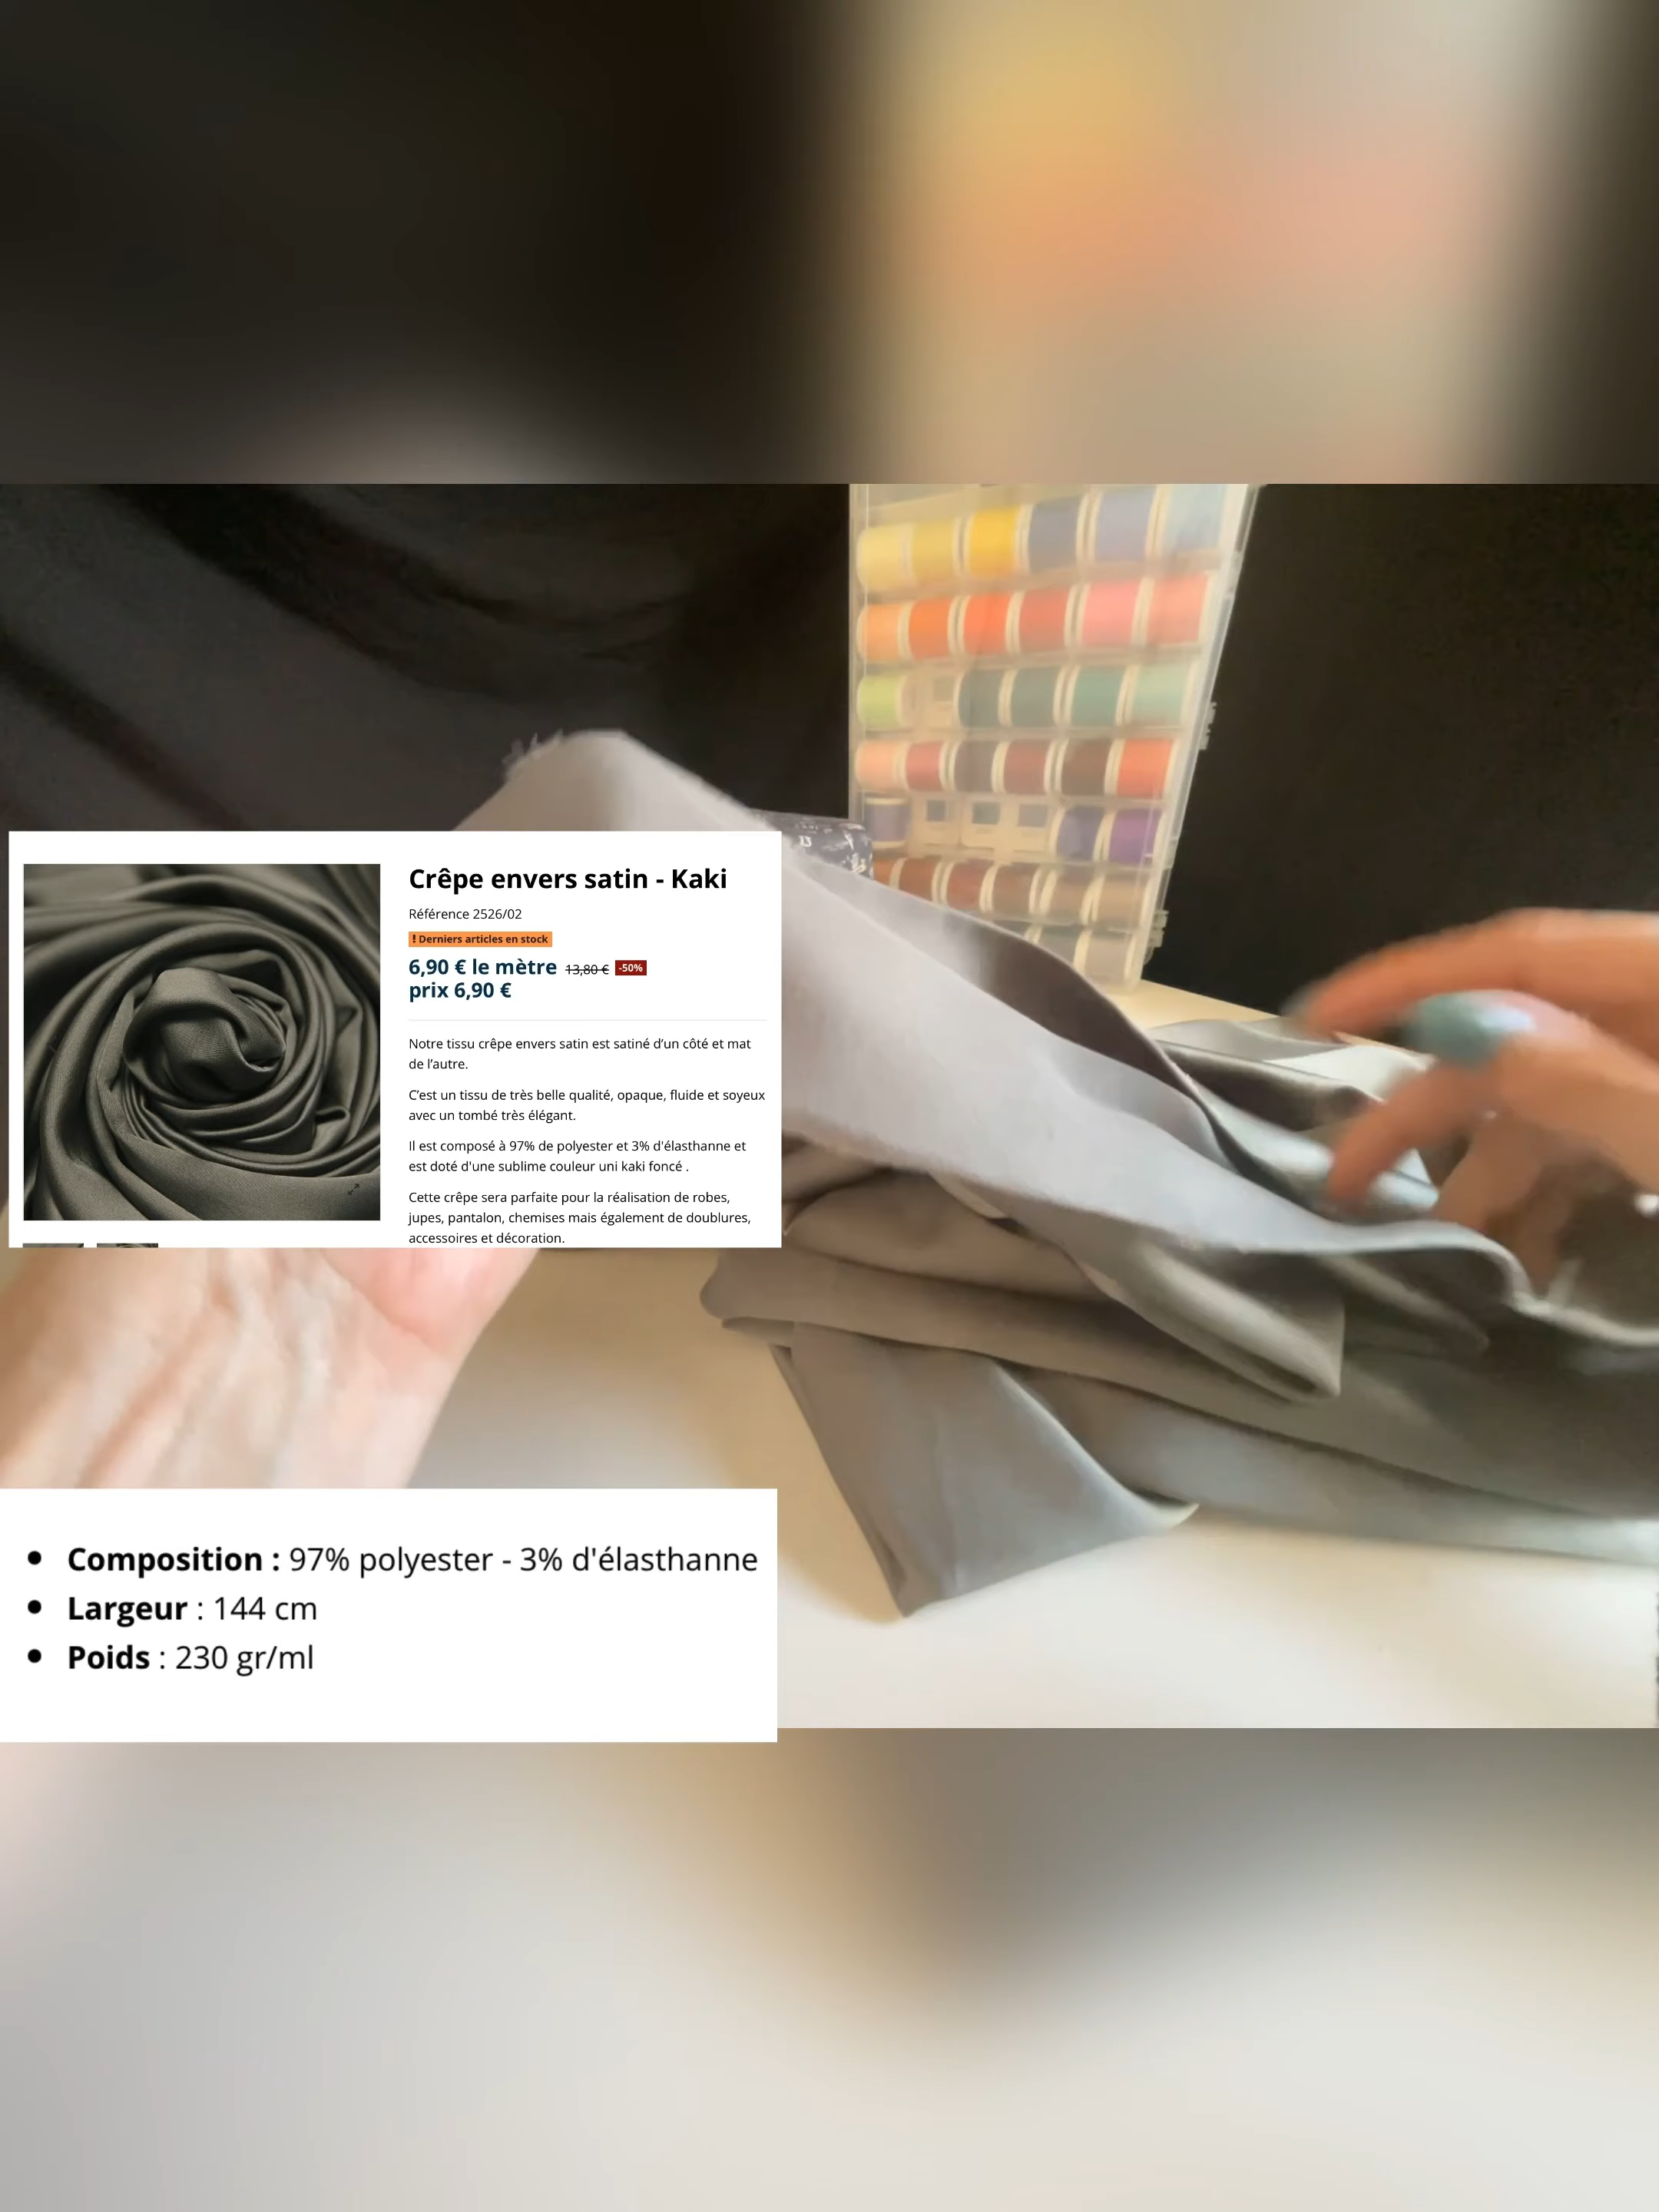 Crêpe envers satin - Kaki
Référence 2526/02
! Derniers articles en stock
6,90 € le mètre 13,80 € -50%
prix 6,90 €
Notre tissu crêpe envers satin est satiné d’un côté et mat
de l’autre.
C’est un tissu de très belle qualité, opaque, fluide et soyeux
avec un tombé très élégant.
Il est composé à 97% de polyester et 3% d'élasthanne et
est doté d'une sublime couleur uni kaki foncé .
Cette crêpe sera parfaite pour la réalisation de robes,
jupes, pantalon, chemises mais également de doublures,
accessoires et décoration.
• Composition : 97% polyester - 3% d'élasthanne
• Largeur : 144 cm
• Poids : 230 gr/ml